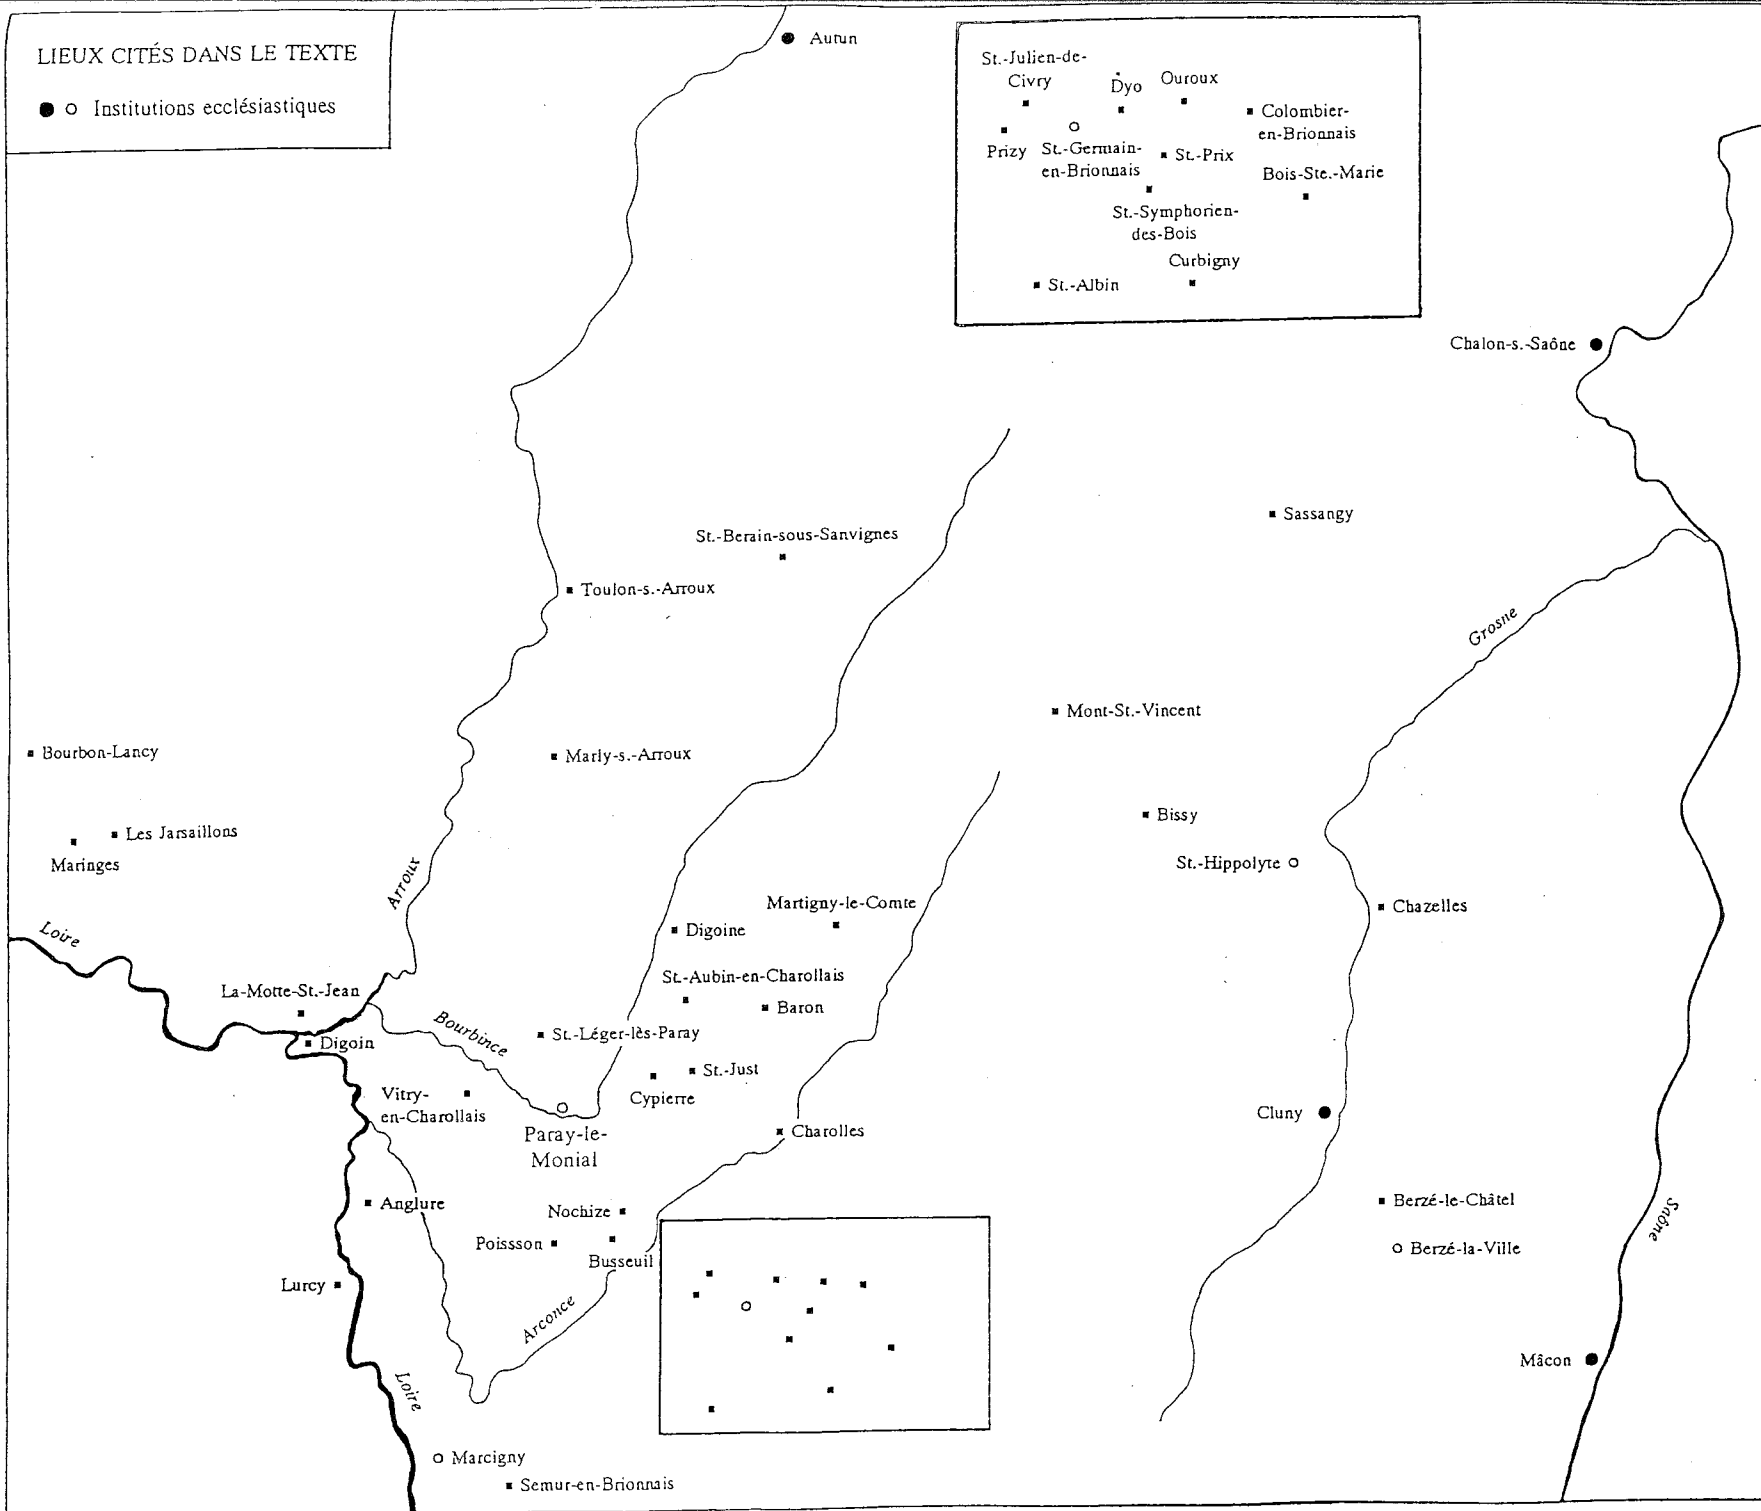 LIEUX CITÉS DANS LE TEXTE
Institutions ecclésiastiques
Autun
St.-Julien-de-
Civry
Dyo
Ouroux
Colombier-
en-Brionnais
Prizy
St.-Germain-
en-Brionnais
St.-Prix
Bois-Ste.-Marie
St.-Symphorien-
des-Bois
Curbigny
St.-Albin
Chalon-s.-Saône
Sassangy
St.-Berain-sous-Sanvignes
Toulon-s.-Arroux
Grosne
Mont-St.-Vincent
Bourbon-Lancy
Marly-s.-Arroux
Bissy
Les Jarsaillons
Maringes
St.-Hippolyte
Arroux
Martigny-le-Comte
Chazelles
Loire
Digoine
St.-Aubin-en-Charollais
La-Motte-St.-Jean
Baron
Bourbince
St.-Léger-lès-Paray
Digoin
St.-Just
Cypierre
Vitry-
en-Charollais
Cluny
Paray-le-
Monial
Charolles
Anglure
Nochize
Berzé-le-Châtel
Saône
Poissson
Busseuil
Berzé-la-Ville
Lurcy
Arconce
Mâcon
Loire
Marcigny
Semur-en-Brionnais